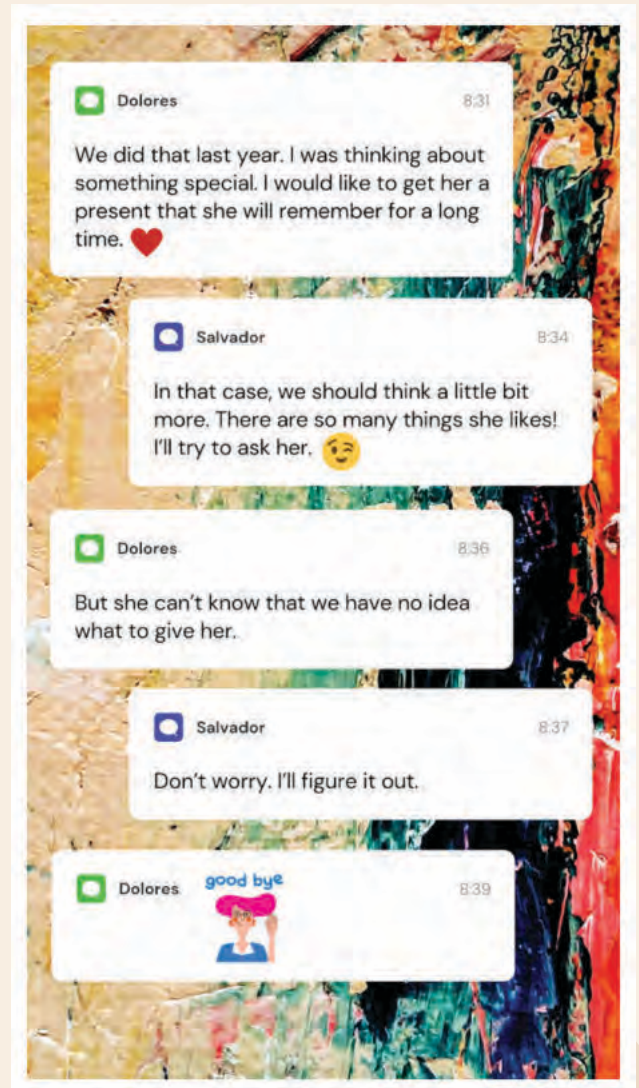 Dolores 8:31
We did that last year. I was thinking about
something special. I would like to get her a
present that she will remember for a long
time.
Salvador 8:34
In that case, we should think a little bit
more. There are so many things she likes!
I'll try to ask her.
Dolores 8:36
But she can't know that we have no idea
what to give her.
Salvador 8:37
Don't worry. I'll figure it out.
Dolores good bye 8:39